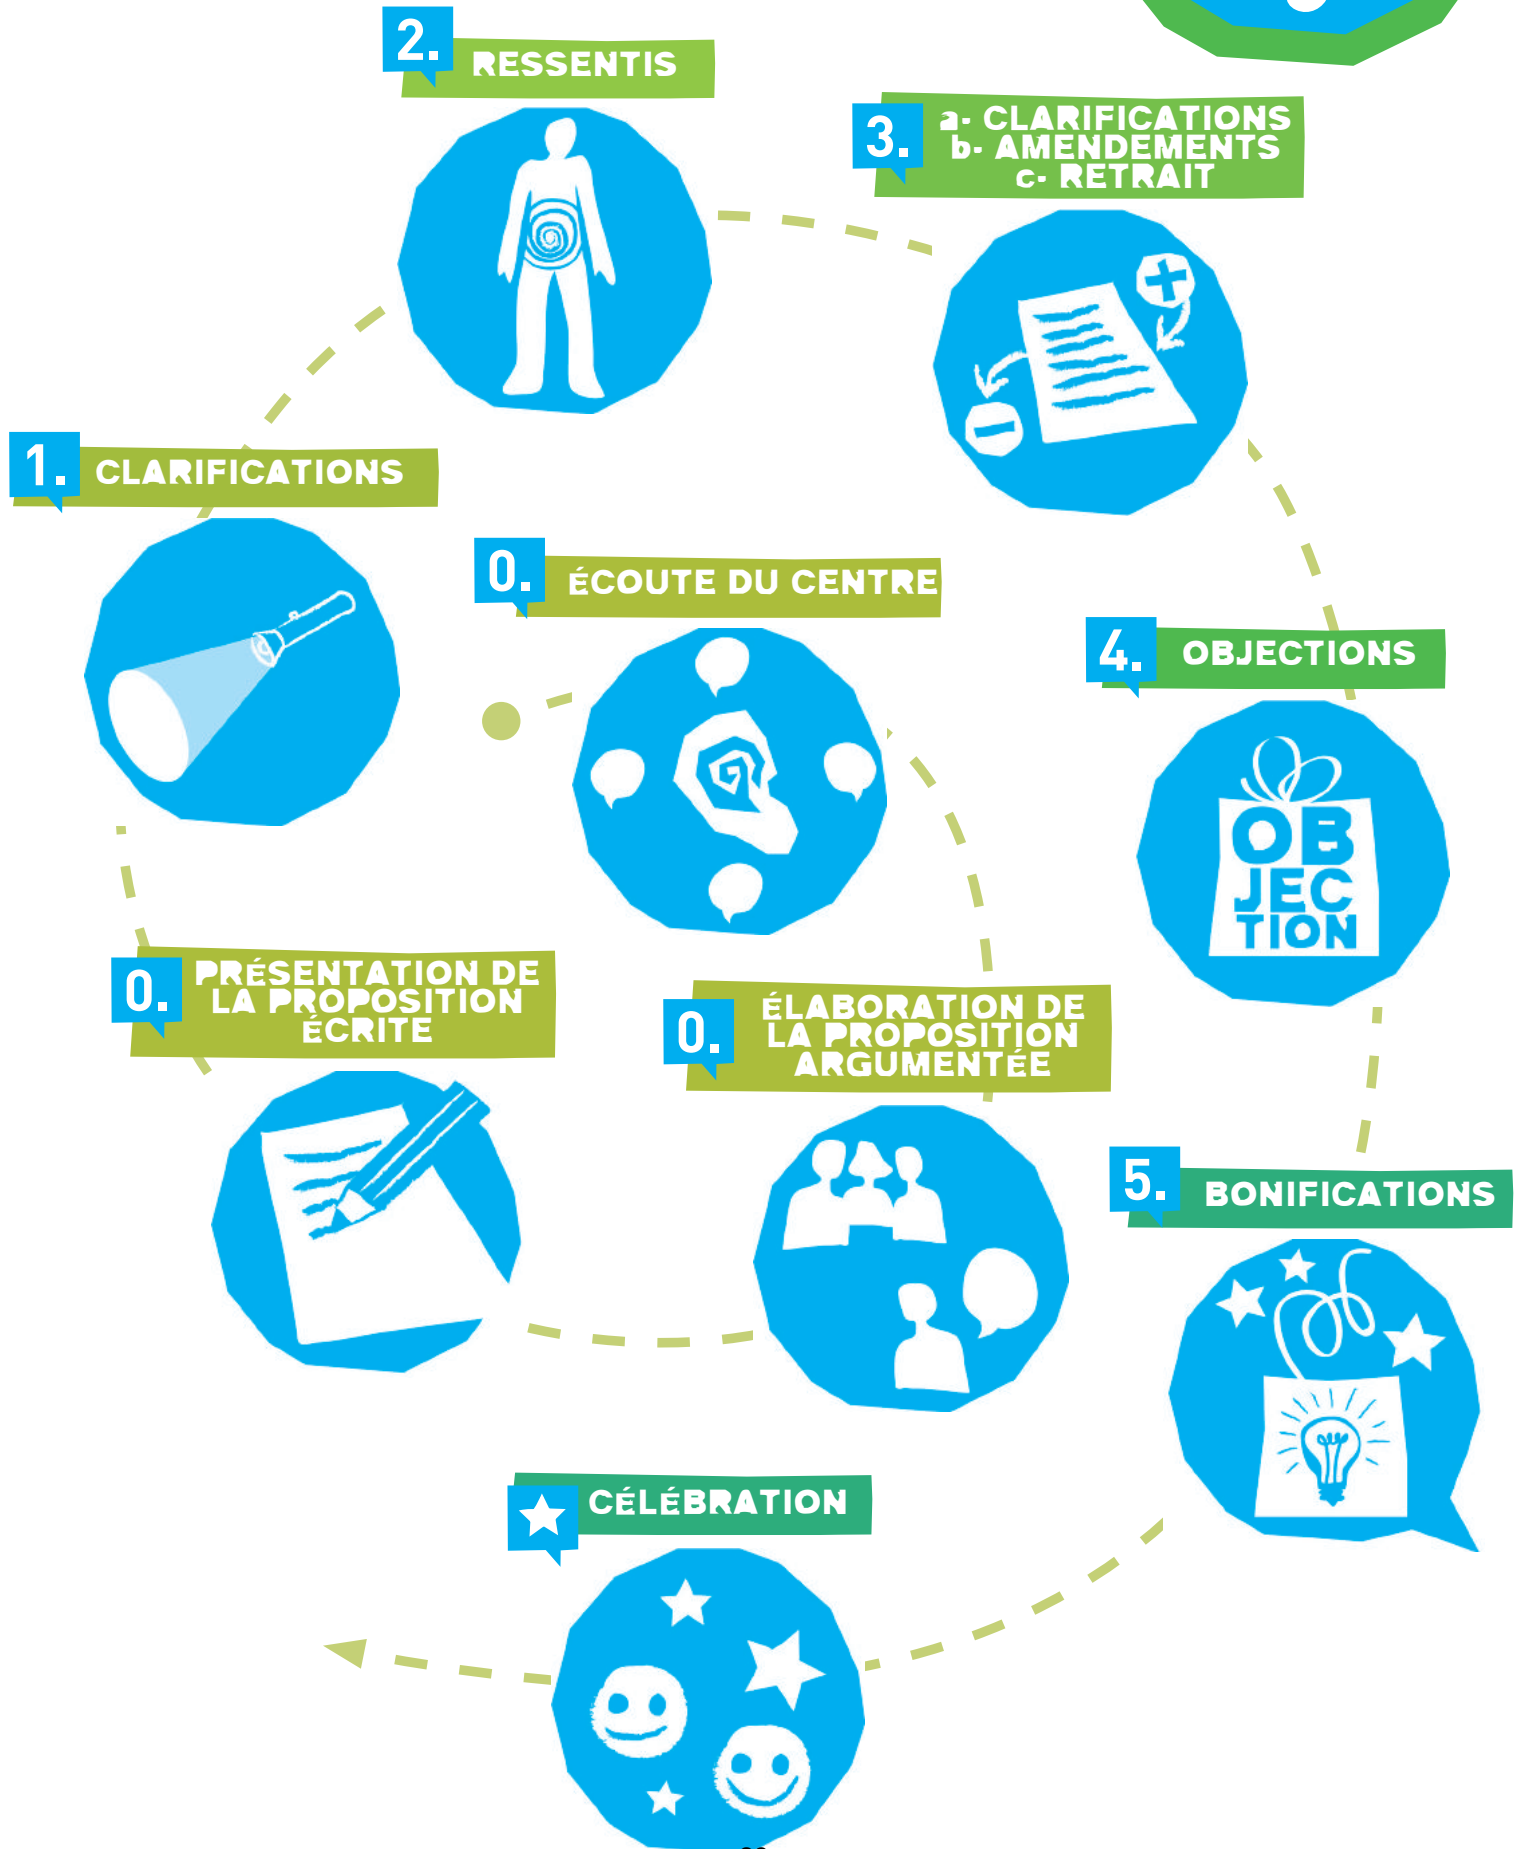 2.
RESSENTIS
3.
a- CLARIFICATIONS
b- AMENDEMENTS
c- RETRAIT
1.
CLARIFICATIONS
0.
ÉCOUTE DU CENTRE
4.
OBJECTIONS
OB
JEC
TION
0.
PRÉSENTATION DE
LA PROPOSITION
ÉCRITE
0.
ÉLABORATION DE
LA PROPOSITION
ARGUMENTÉE
5.
BONIFICATIONS
CÉLÉBRATION